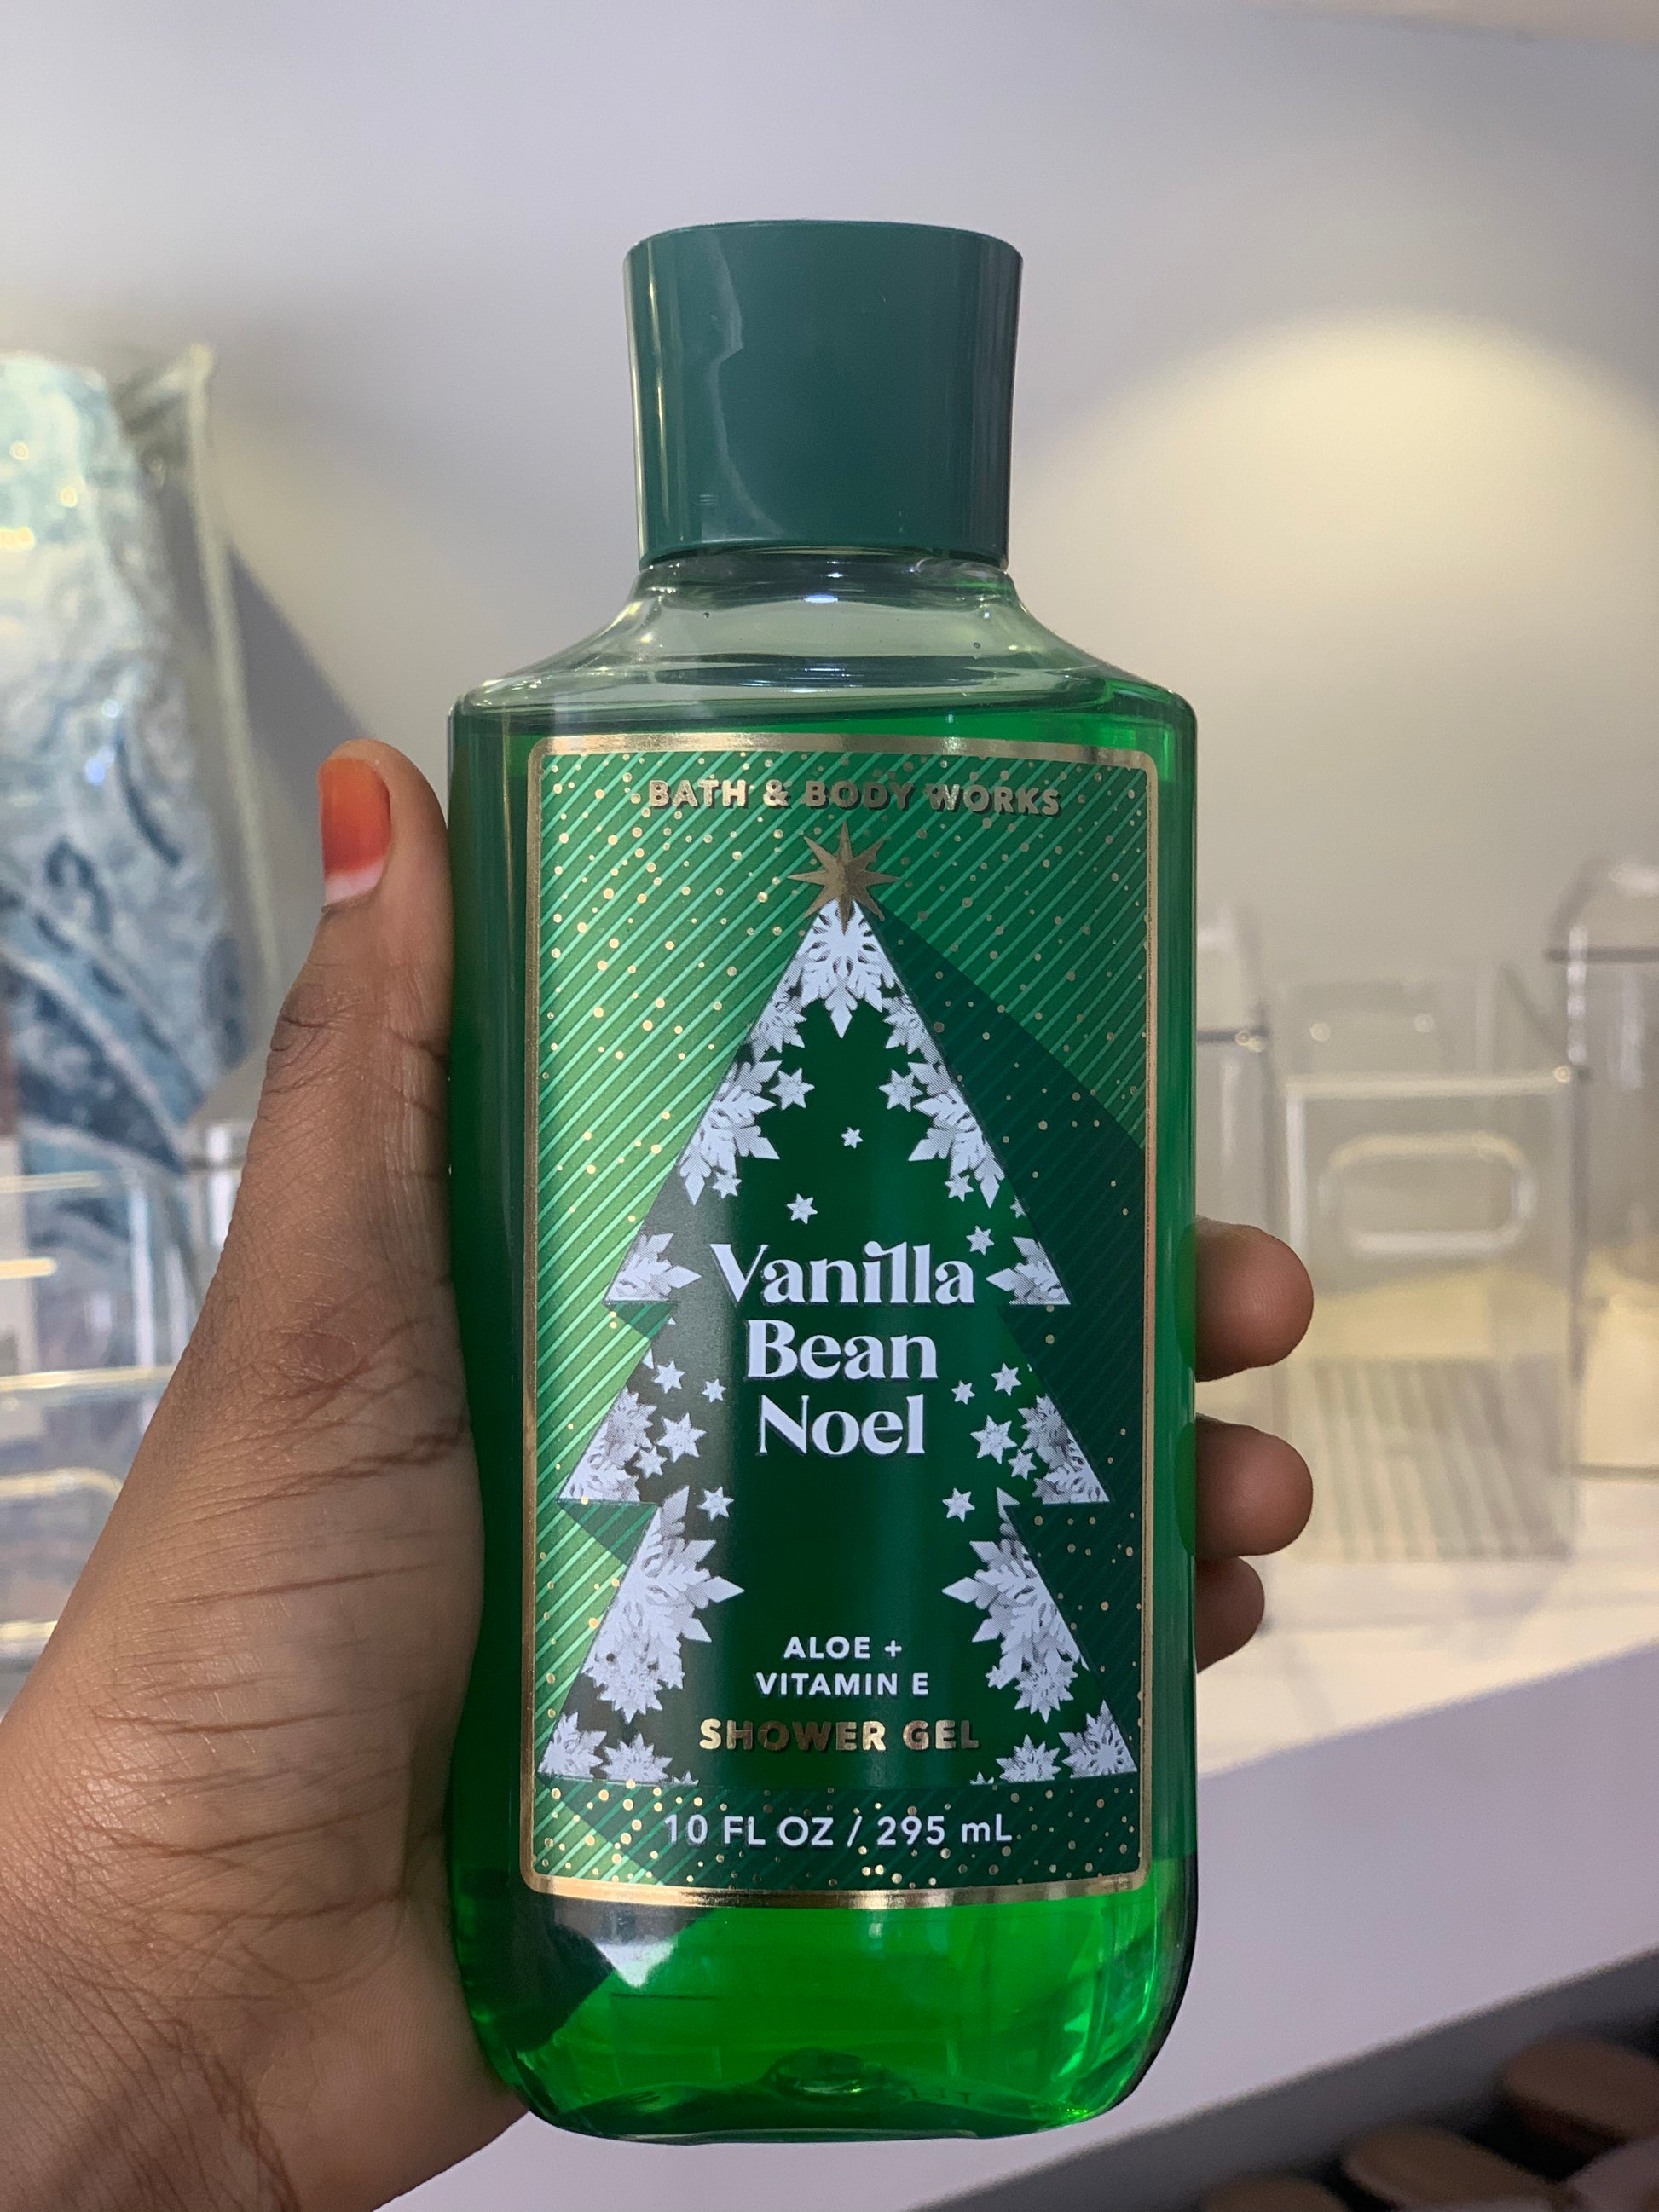 BATH & BODY WORKS
Vanilla
Bean
Noel
ALOE +
VITAMIN E
SHOWER GEL
10 FL OZ / 295 mL